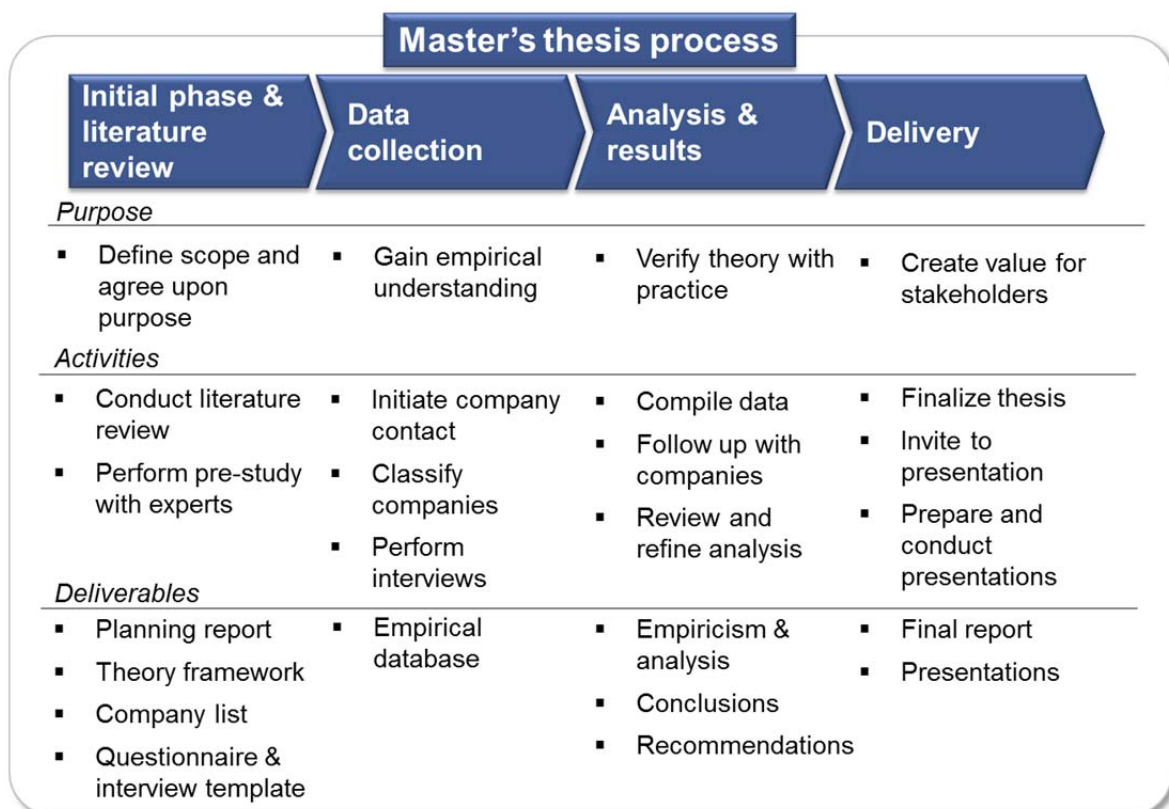 Master's thesis process
Initial phase &
literature
review
Data
collection
Analysis &
results
Delivery
Purpose
▪ Define scope and
agree upon
purpose
▪ Gain empirical
understanding
▪ Verify theory with
practice
▪ Create value for
stakeholders
Activities
▪ Conduct literature
review
▪ Perform pre-study
with experts
▪ Initiate company
contact
▪ Classify
companies
▪ Perform
interviews
▪ Compile data
▪ Follow up with
companies
▪ Review and
refine analysis
▪ Finalize thesis
▪ Invite to
presentation
▪ Prepare and
conduct
presentations
Deliverables
▪ Planning report
▪ Theory framework
▪ Company list
▪ Questionnaire &
interview template
▪ Empirical
database
▪ Empiricism &
analysis
▪ Conclusions
▪ Recommendations
▪ Final report
▪ Presentations